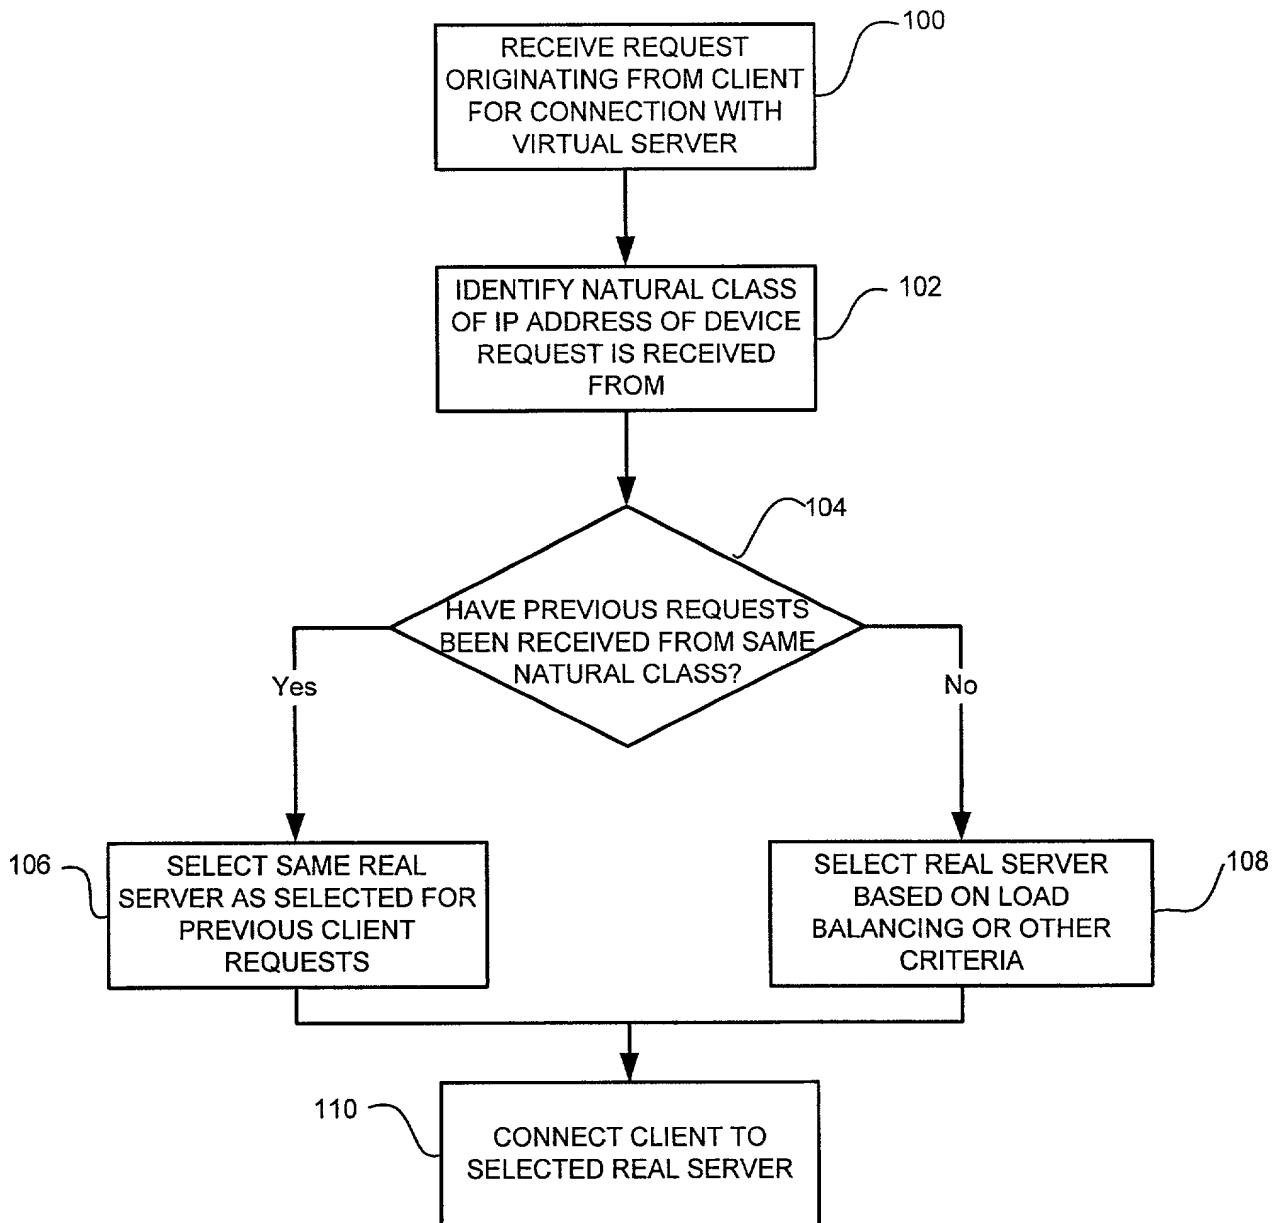 100
RECEIVE REQUEST
ORIGINATING FROM CLIENT
FOR CONNECTION WITH
VIRTUAL SERVER
102
IDENTIFY NATURAL CLASS
OF IP ADDRESS OF DEVICE
REQUEST IS RECEIVED
FROM
104
HAVE PREVIOUS REQUESTS
BEEN RECEIVED FROM SAME
NATURAL CLASS?
Yes
No
106
SELECT SAME REAL
SERVER AS SELECTED FOR
PREVIOUS CLIENT
REQUESTS
SELECT REAL SERVER
BASED ON LOAD
BALANCING OR OTHER
CRITERIA
108
110
CONNECT CLIENT TO
SELECTED REAL SERVER